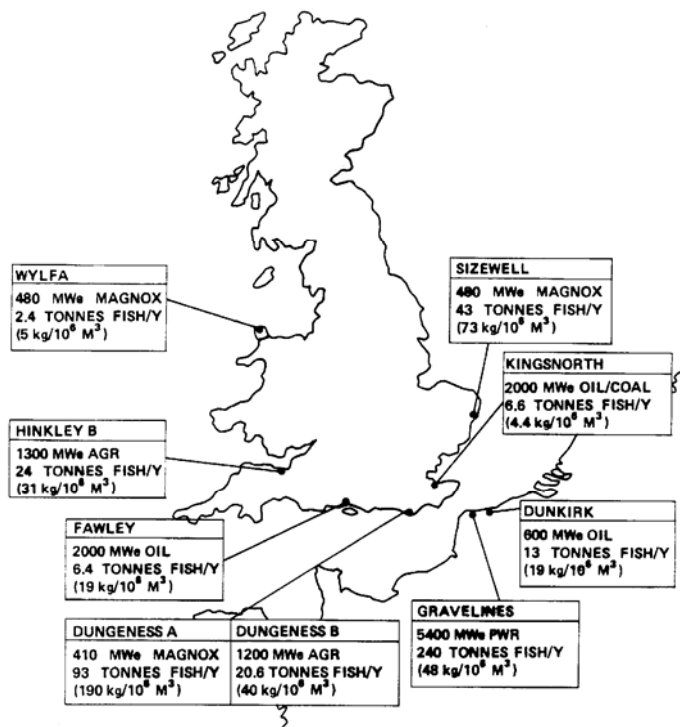 WYLFA
480 MWe MAGNOX
2.4 TONNES FISH/Y
(5 kg/10⁶ M³)
SIZEWELL
480 MWe MAGNOX
43 TONNES FISH/Y
(73 kg/10⁶ M³)
KINGSNORTH
2000 MWe OIL/COAL
6.6 TONNES FISH/Y
(4.4 kg/10⁶ M³)
HINKLEY B
1300 MWe AGR
24 TONNES FISH/Y
(31 kg/10⁶ M³)
FAWLEY
2000 MWe OIL
6.4 TONNES FISH/Y
(19 kg/10⁶ M³)
DUNKIRK
600 MWe OIL
13 TONNES FISH/Y
(19 kg/10⁶ M³)
DUNGENESS A
410 MWe MAGNOX
93 TONNES FISH/Y
(190 kg/10⁶ M³)
DUNGENESS B
1200 MWe AGR
20.6 TONNES FISH/Y
(40 kg/10⁶ M³)
GRAVELINES
5400 MWe PWR
240 TONNES FISH/Y
(48 kg/10⁶ M³)